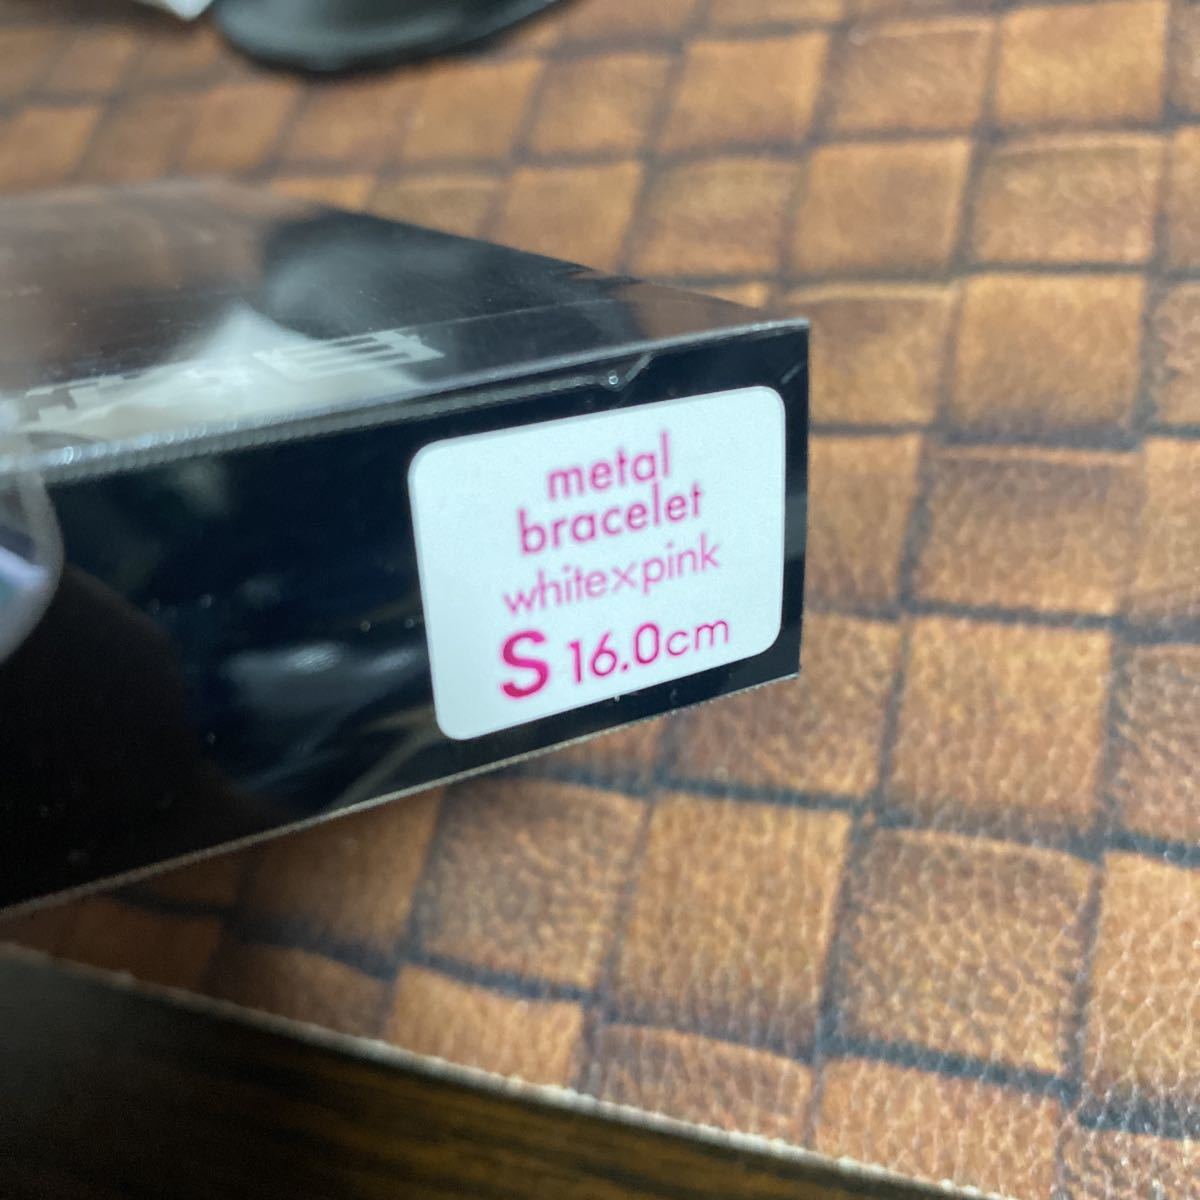 metal
bracelet
white×pink
S 16.0cm